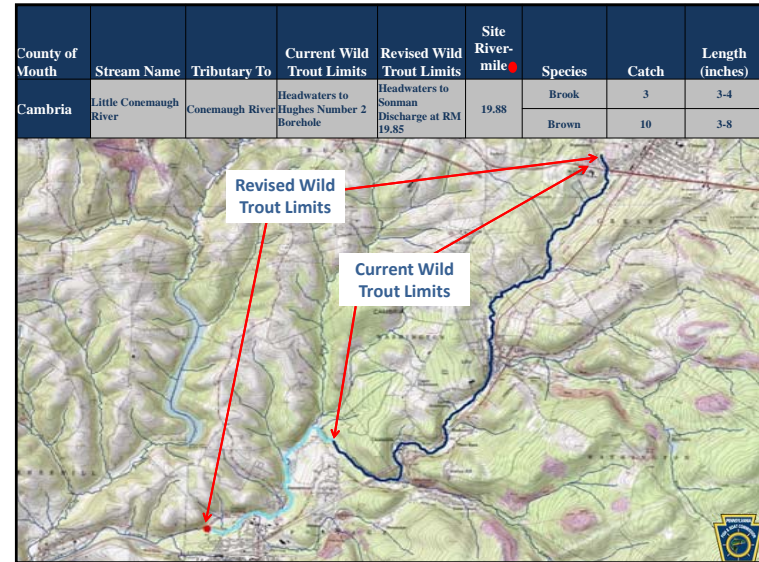 County of Mouth
Stream Name
Tributary To
Current Wild Trout Limits
Revised Wild Trout Limits
Site River-mile
Species
Catch
Length (inches)
Cambria
Little Conemaugh River
Conemaugh River
Headwaters to Hughes Number 2 Borehole
Headwaters to Sonman Discharge at RM 19.85
19.88
Brook
3
3-4
Brown
10
3-8
Revised Wild
Trout Limits
Current Wild
Trout Limits